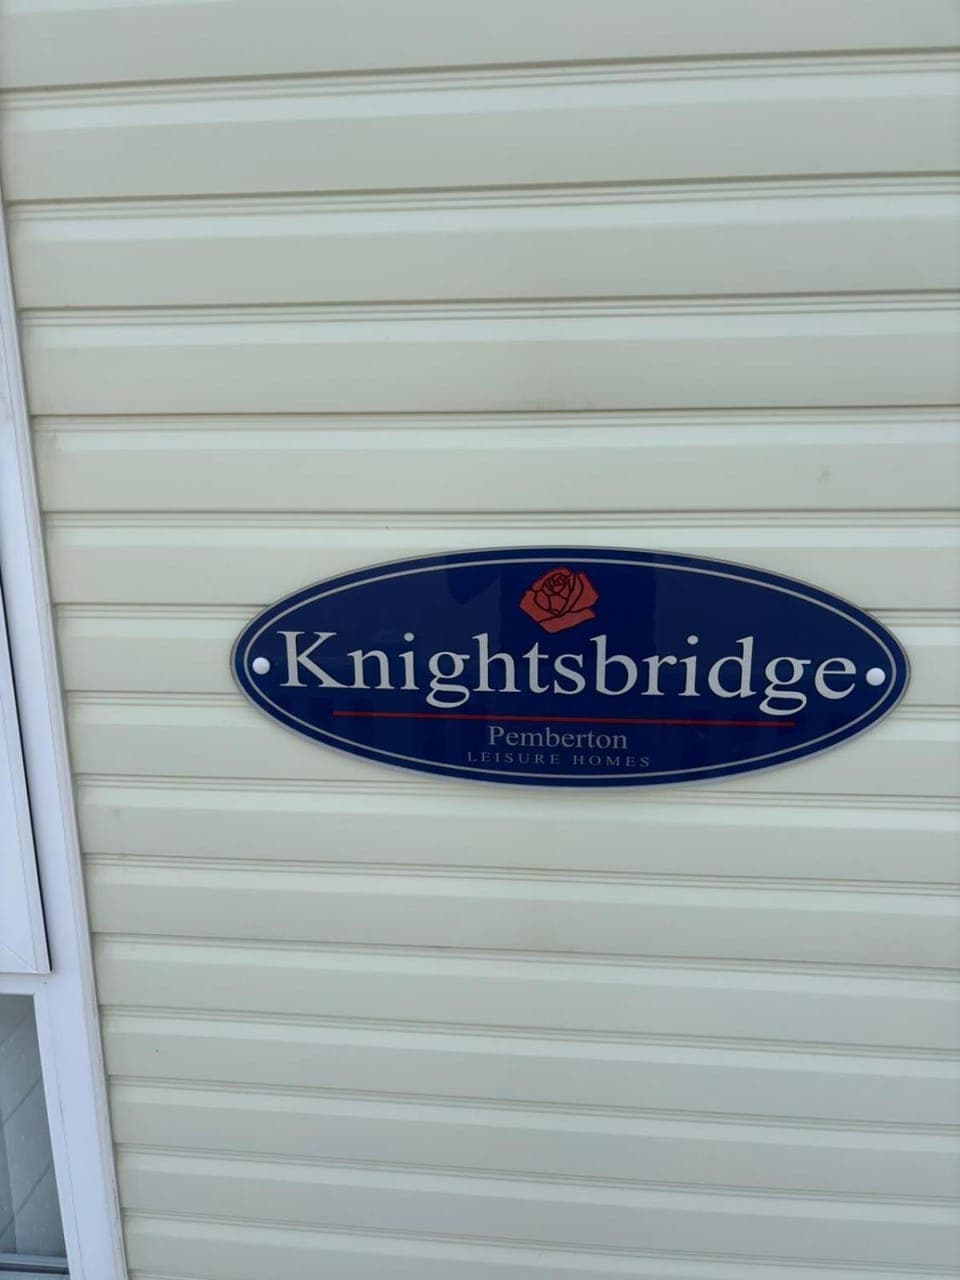 Knightsbridge
Pemberton
LEISURE HOMES